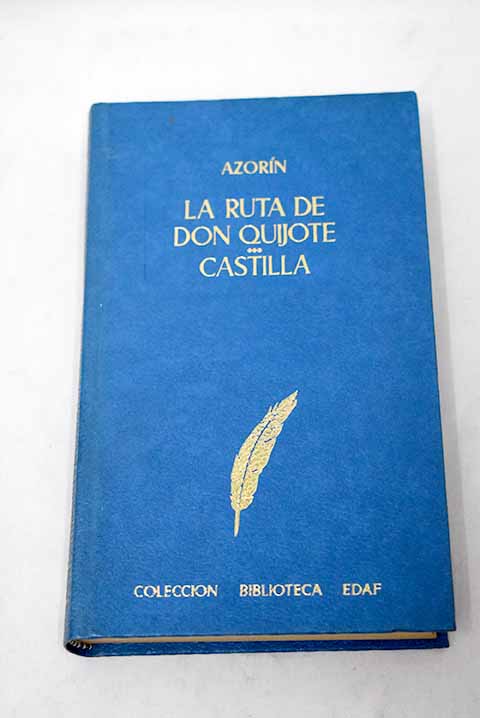 AZORÍN
LA RUTA DE
DON QUIJOTE
•••
CASTILLA
COLECCION BIBLIOTECA EDAF